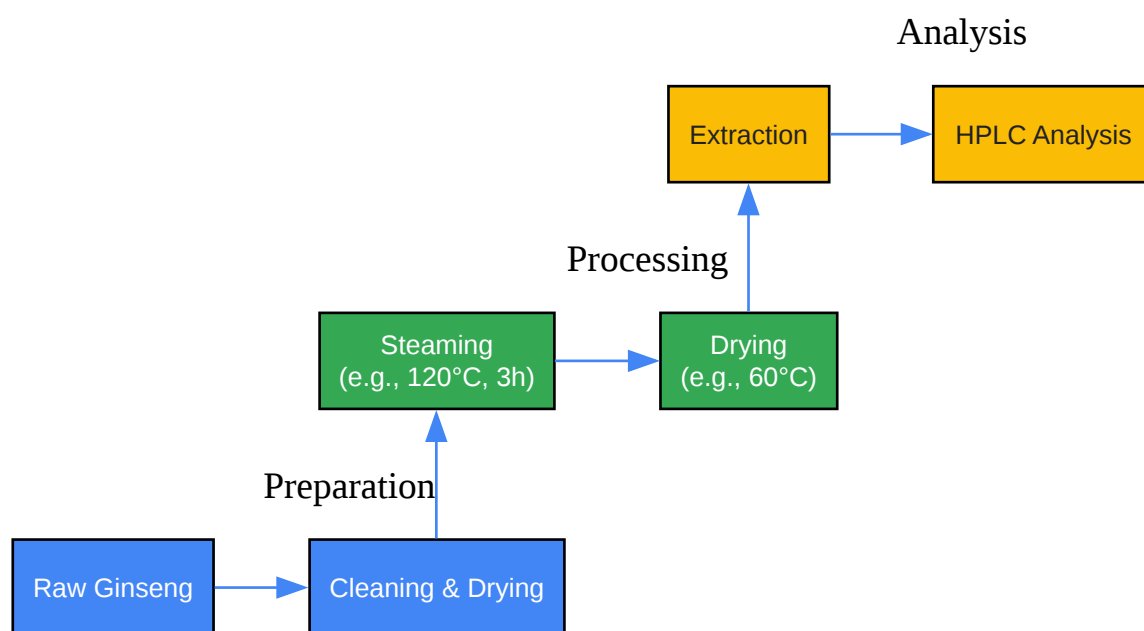 Analysis
Extraction
HPLC Analysis
Processing
Steaming
(e.g., 120°C, 3h)
Drying
(e.g., 60°C)
Preparation
Raw Ginseng
Cleaning & Drying